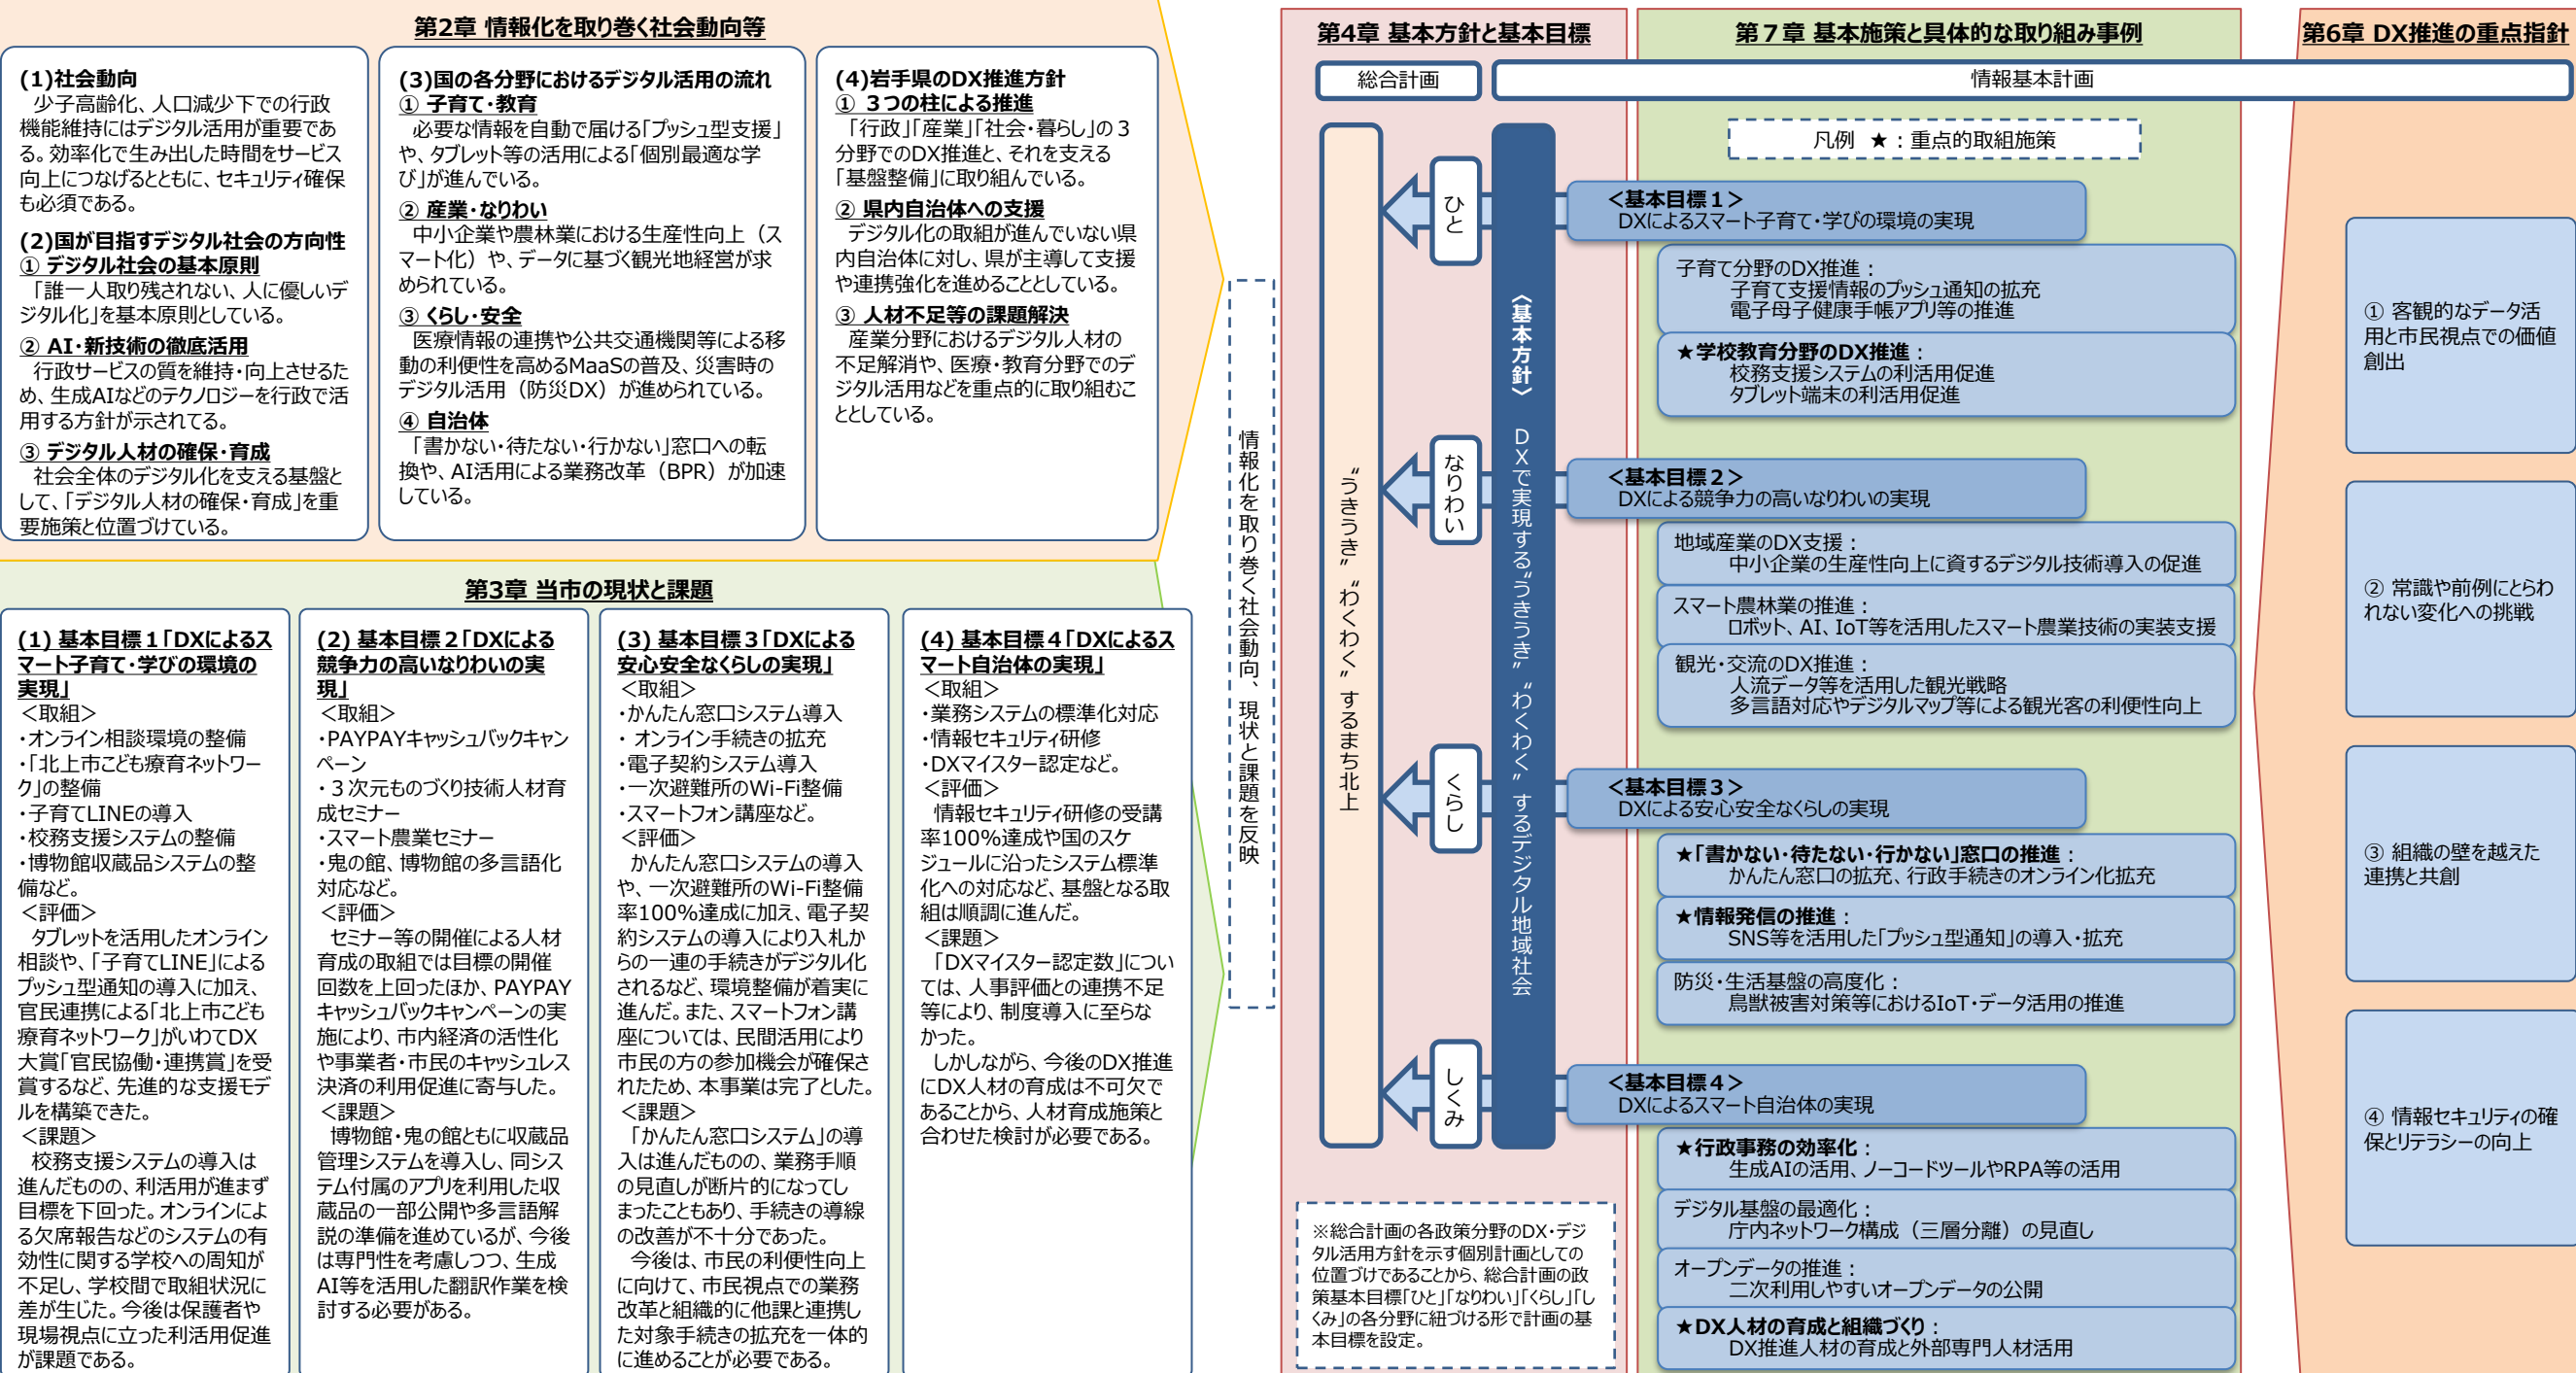 第2章 情報化を取り巻く社会動向等
(1)社会動向
少子高齢化、人口減少下での行政
機能維持にはデジタル活用が重要であ
る。効率化で生み出した時間をサービス
向上につなげるとともに、セキュリティ確保
も必須である。
(2)国が目指すデジタル社会の方向性
① デジタル社会の基本原則
「誰一人取り残されない、人に優しいデ
ジタル化」を基本原則としている。
② AI・新技術の徹底活用
行政サービスの質を維持・向上させるた
め、生成AIなどのテクノロジーを行政で活
用する方針が示されてる。
③ デジタル人材の確保・育成
社会全体のデジタル化を支える基盤と
して、「デジタル人材の確保・育成」を重
要施策と位置づけている。
(3)国の各分野におけるデジタル活用の流れ
① 子育て・教育
必要な情報を自動で届ける「プッシュ型支援」
や、タブレット等の活用による「個別最適な学
び」が進んでいる。
② 産業・なりわい
中小企業や農林業における生産性向上（ス
マート化）や、データに基づく観光地経営が求
められている。
③ くらし・安全
医療情報の連携や公共交通機関等による移
動の利便性を高めるMaaSの普及、災害時の
デジタル活用（防災DX）が進められている。
④ 自治体
「書かない・待たない・行かない」窓口への転
換や、AI活用による業務改革（BPR）が加速
している。
(4)岩手県のDX推進方針
① ３つの柱による推進
「行政」「産業」「社会・暮らし」の３
分野でのDX推進と、それを支える
「基盤整備」に取り組んでいる。
② 県内自治体への支援
デジタル化の取組が進んでいない県
内自治体に対し、県が主導して支援
や連携強化を進めることとしている。
③ 人材不足等の課題解決
産業分野におけるデジタル人材の
不足解消や、医療・教育分野でのデ
ジタル活用などを重点的に取り組むこ
ととしている。
第3章 当市の現状と課題
(1) 基本目標１「DXによるス
マート子育て・学びの環境の
実現」
＜取組＞
・オンライン相談環境の整備
・「北上市こども療育ネットワー
ク」の整備
・子育てLINEの導入
・校務支援システムの整備
・博物館収蔵品システムの整
備など。
＜評価＞
タブレットを活用したオンライン
相談や、「子育てLINE」による
プッシュ型通知の導入に加え、
官民連携による「北上市こども
療育ネットワーク」がいわてDX
大賞「官民協働・連携賞」を受
賞するなど、先進的な支援モデ
ルを構築できた。
＜課題＞
校務支援システムの導入は
進んだものの、利活用が進まず
目標を下回った。オンラインによ
る欠席報告などのシステムの有
効性に関する学校への周知が
不足し、学校間で取組状況に
差が生じた。今後は保護者や
現場視点に立った利活用促進
が課題である。
(2) 基本目標２「DXによる
競争力の高いなりわいの実
現」
＜取組＞
・PAYPAYキャッシュバックキャン
ペーン
・３次元ものづくり技術人材育
成セミナー
・スマート農業セミナー
・鬼の館、博物館の多言語化
対応など。
＜評価＞
セミナー等の開催による人材
育成の取組では目標の開催
回数を上回ったほか、PAYPAY
キャッシュバックキャンペーンの実
施により、市内経済の活性化
や事業者・市民のキャッシュレス
決済の利用促進に寄与した。
＜課題＞
博物館・鬼の館ともに収蔵品
管理システムを導入し、同シス
テム付属のアプリを利用した収
蔵品の一部公開や多言語解
説の準備を進めているが、今後
は専門性を考慮しつつ、生成
AI等を活用した翻訳作業を検
討する必要がある。
(3) 基本目標３「DXによる
安心安全なくらしの実現」
＜取組＞
・かんたん窓口システム導入
・オンライン手続きの拡充
・電子契約システム導入
・一次避難所のWi-Fi整備
・スマートフォン講座など。
＜評価＞
かんたん窓口システムの導入
や、一次避難所のWi-Fi整備
率100%達成に加え、電子契
約システムの導入により入札か
らの一連の手続きがデジタル化
されるなど、環境整備が着実に
進んだ。また、スマートフォン講
座については、民間活用により
市民の方の参加機会が確保さ
れたため、本事業は完了とした。
＜課題＞
「かんたん窓口システム」の導
入は進んだものの、業務手順
の見直しが断片的になってし
まったこともあり、手続きの導線
の改善が不十分であった。
今後は、市民の利便性向上
に向けて、市民視点での業務
改革と組織的に他課と連携し
た対象手続きの拡充を一体的
に進めることが必要である。
(4) 基本目標４「DXによるス
マート自治体の実現」
＜取組＞
・業務システムの標準化対応
・情報セキュリティ研修
・DXマイスター認定など。
＜評価＞
情報セキュリティ研修の受講
率100%達成や国のスケ
ジュールに沿ったシステム標準
化への対応など、基盤となる取
組は順調に進んだ。
＜課題＞
「DXマイスター認定数」につい
ては、人事評価との連携不足
等により、制度導入に至らな
かった。
しかしながら、今後のDX推進
にDX人材の育成は不可欠で
あることから、人材育成施策と
合わせた検討が必要である。
情報化を取り巻く社会動向、現状と課題を反映
第4章 基本方針と基本目標
総合計画
“うきうき”“わくわく”するまち北上
ひと
なりわい
くらし
しくみ
〈基本方針〉 DXで実現する“うきうき”“わくわく”するデジタル地域社会
※総合計画の各政策分野のDX・デジ
タル活用方針を示す個別計画としての
位置づけであることから、総合計画の政
策基本目標「ひと」「なりわい」「くらし」「し
くみ」の各分野に紐づける形で計画の基
本目標を設定。
第７章 基本施策と具体的な取り組み事例
情報基本計画
凡例 ★：重点的取組施策
＜基本目標１＞
DXによるスマート子育て・学びの環境の実現
子育て分野のDX推進：
子育て支援情報のプッシュ通知の拡充
電子母子健康手帳アプリ等の推進
★学校教育分野のDX推進：
校務支援システムの利活用促進
タブレット端末の利活用促進
＜基本目標２＞
DXによる競争力の高いなりわいの実現
地域産業のDX支援：
中小企業の生産性向上に資するデジタル技術導入の促進
スマート農林業の推進：
ロボット、AI、IoT等を活用したスマート農業技術の実装支援
観光・交流のDX推進：
人流データ等を活用した観光戦略
多言語対応やデジタルマップ等による観光客の利便性向上
＜基本目標３＞
DXによる安心安全なくらしの実現
★「書かない・待たない・行かない」窓口の推進：
かんたん窓口の拡充、行政手続きのオンライン化拡充
★情報発信の推進：
SNS等を活用した「プッシュ型通知」の導入・拡充
防災・生活基盤の高度化：
鳥獣被害対策等におけるIoT・データ活用の推進
＜基本目標４＞
DXによるスマート自治体の実現
★行政事務の効率化：
生成AIの活用、ノーコードツールやRPA等の活用
デジタル基盤の最適化：
庁内ネットワーク構成（三層分離）の見直し
オープンデータの推進：
二次利用しやすいオープンデータの公開
★DX人材の育成と組織づくり：
DX推進人材の育成と外部専門人材活用
第6章 DX推進の重点指針
① 客観的なデータ活
用と市民視点での価値
創出
② 常識や前例にとらわ
れない変化への挑戦
③ 組織の壁を越えた
連携と共創
④ 情報セキュリティの確
保とリテラシーの向上